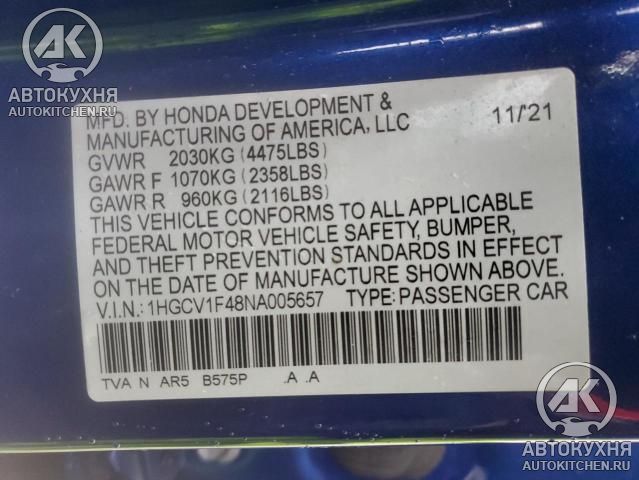 AK
АВТОКУХНЯ
AUTOKITCHEN.RU
MFD. BY HONDA DEVELOPMENT & 11/'21
MANUFACTURING OF AMERICA, LLC
GVWR 2030KG (4475LBS)
GAWR F 1070KG (2358LBS)
GAWR R 960KG (2116LBS)
THIS VEHICLE CONFORMS TO ALL APPLICABLE
FEDERAL MOTOR VEHICLE SAFETY, BUMPER,
AND THEFT PREVENTION STANDARDS IN EFFECT
ON THE DATE OF MANUFACTURE SHOWN ABOVE.
V.I.N.: 1HGCV1F48NA005657 TYPE: PASSENGER CAR
TVA N AR5 B575P .A .A
AK
АВТОКУХНЯ
AUTOKITCHEN.RU